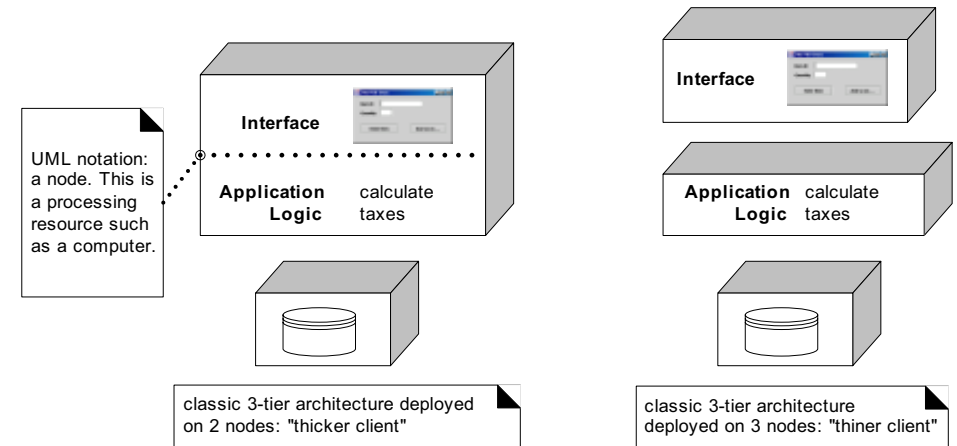 UML notation:
a node. This is
a processing
resource such
as a computer.
Interface
Application
Logic
calculate
taxes
classic 3-tier architecture deployed
on 2 nodes: "thicker client"
Interface
Application
Logic
calculate
taxes
classic 3-tier architecture
deployed on 3 nodes: "thiner client"